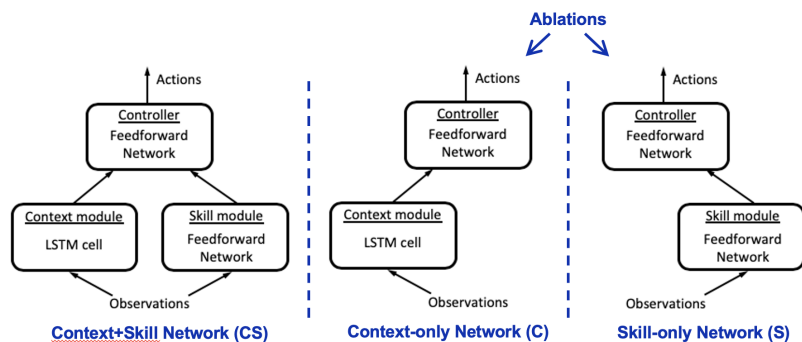 Ablations
Actions
Controller
Feedforward
Network
Context module
LSTM cell
Skill module
Feedforward
Network
Observations
Context+Skill Network (CS)
Actions
Controller
Feedforward
Network
Context module
LSTM cell
Observations
Context-only Network (C)
Actions
Controller
Feedforward
Network
Skill module
Feedforward
Network
Observations
Skill-only Network (S)